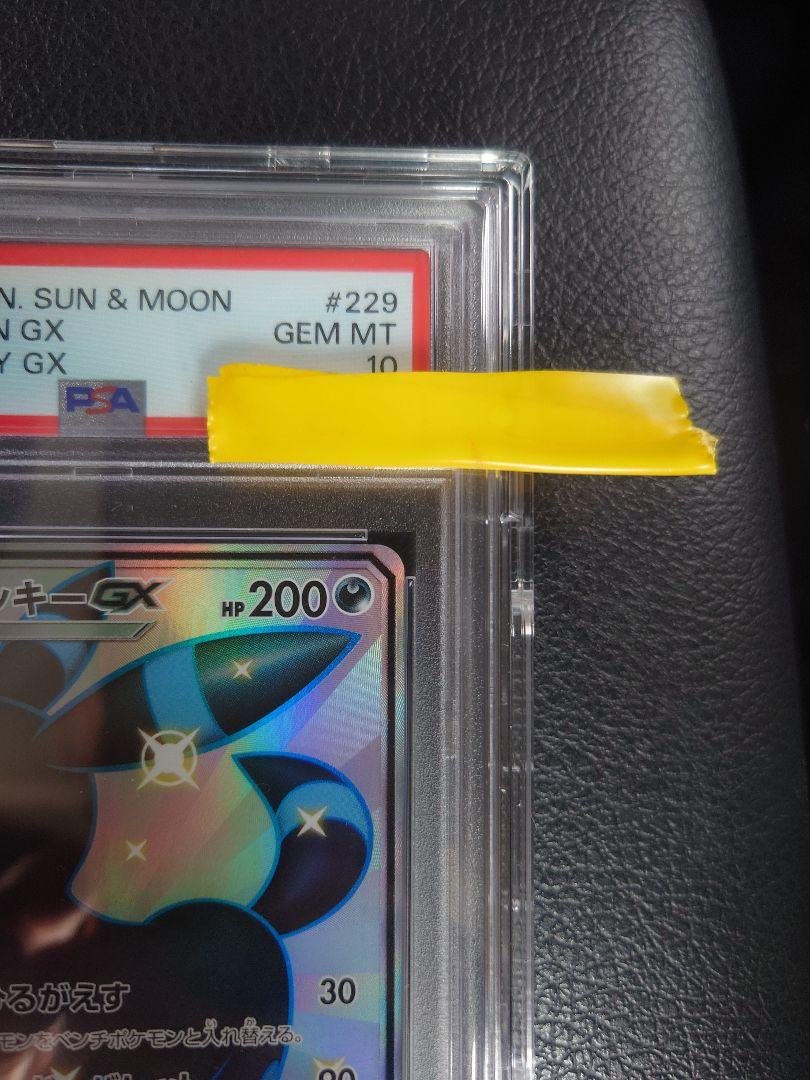 N. SUN & MOON #229
N GX GEM MT
Y GX 10
PSA
ッキーGX HP200
るがえす 30
モンをベンチポケモンと入れ替える。